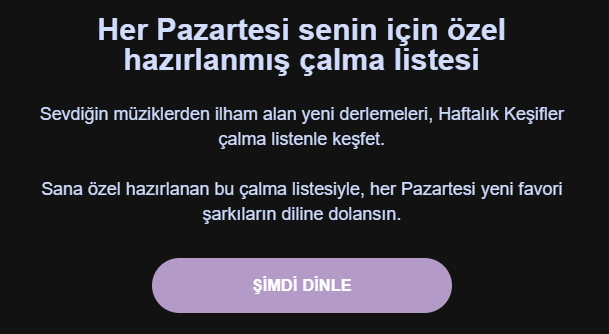 Her Pazartesi senin için özel
hazırlanmış çalma listesi
Sevdiğin müziklerden ilham alan yeni derlemeleri, Haftalık Keşifler
çalma listenle keşfet.
Sana özel hazırlanan bu çalma listesiyle, her Pazartesi yeni favori
şarkıların diline dolansın.
ŞİMDİ DİNLE